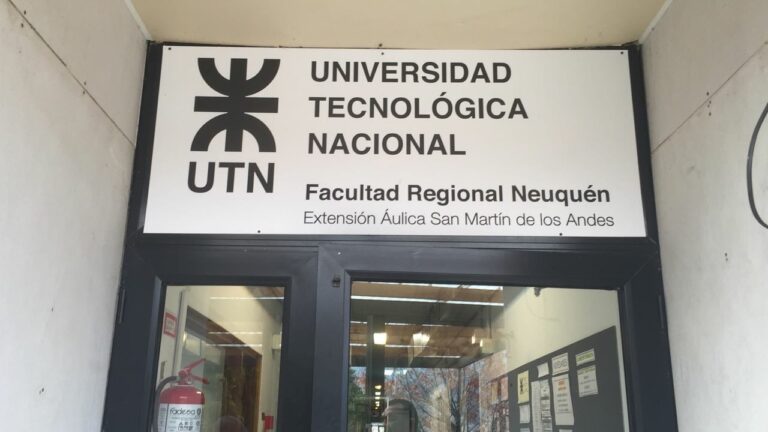 UNIVERSIDAD
TECNOLÓGICA
NACIONAL
UTN
Facultad Regional Neuquén
Extensión Áulica San Martín de los Andes